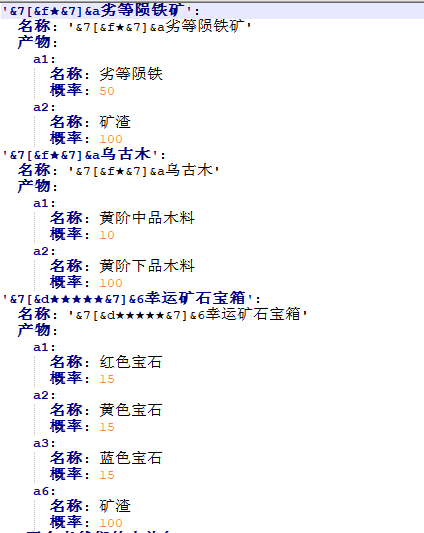 '&7[&f★&7]&a劣等陨铁矿':
名称: '&7[&f★&7]&a劣等陨铁矿'
产物:
a1:
名称: 劣等陨铁
概率: 50
a2:
名称: 矿渣
概率: 100
'&7[&f★&7]&a乌古木':
名称: '&7[&f★&7]&a乌古木'
产物:
a1:
名称: 黄阶中品木料
概率: 10
a2:
名称: 黄阶下品木料
概率: 100
'&7[&d★★★★★&7]&6幸运矿石宝箱':
名称: '&7[&d★★★★★&7]&6幸运矿石宝箱'
产物:
a1:
名称: 红色宝石
概率: 15
a2:
名称: 黄色宝石
概率: 15
a3:
名称: 蓝色宝石
概率: 15
a6:
名称: 矿渣
概率: 100